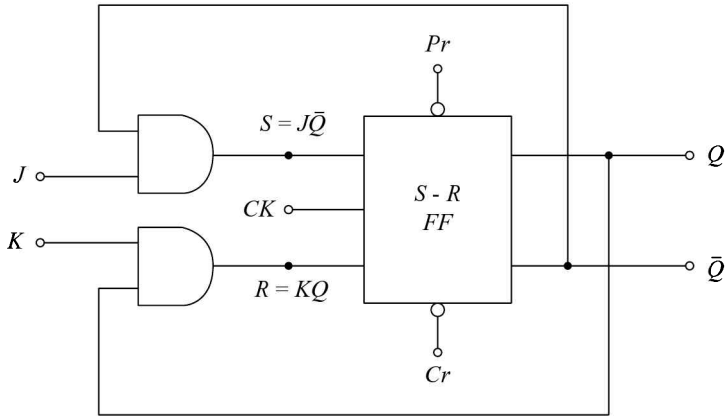 Pr
S = JQ̄
J
Q
S - R
FF
CK
K
Q̄
R = KQ
Cr